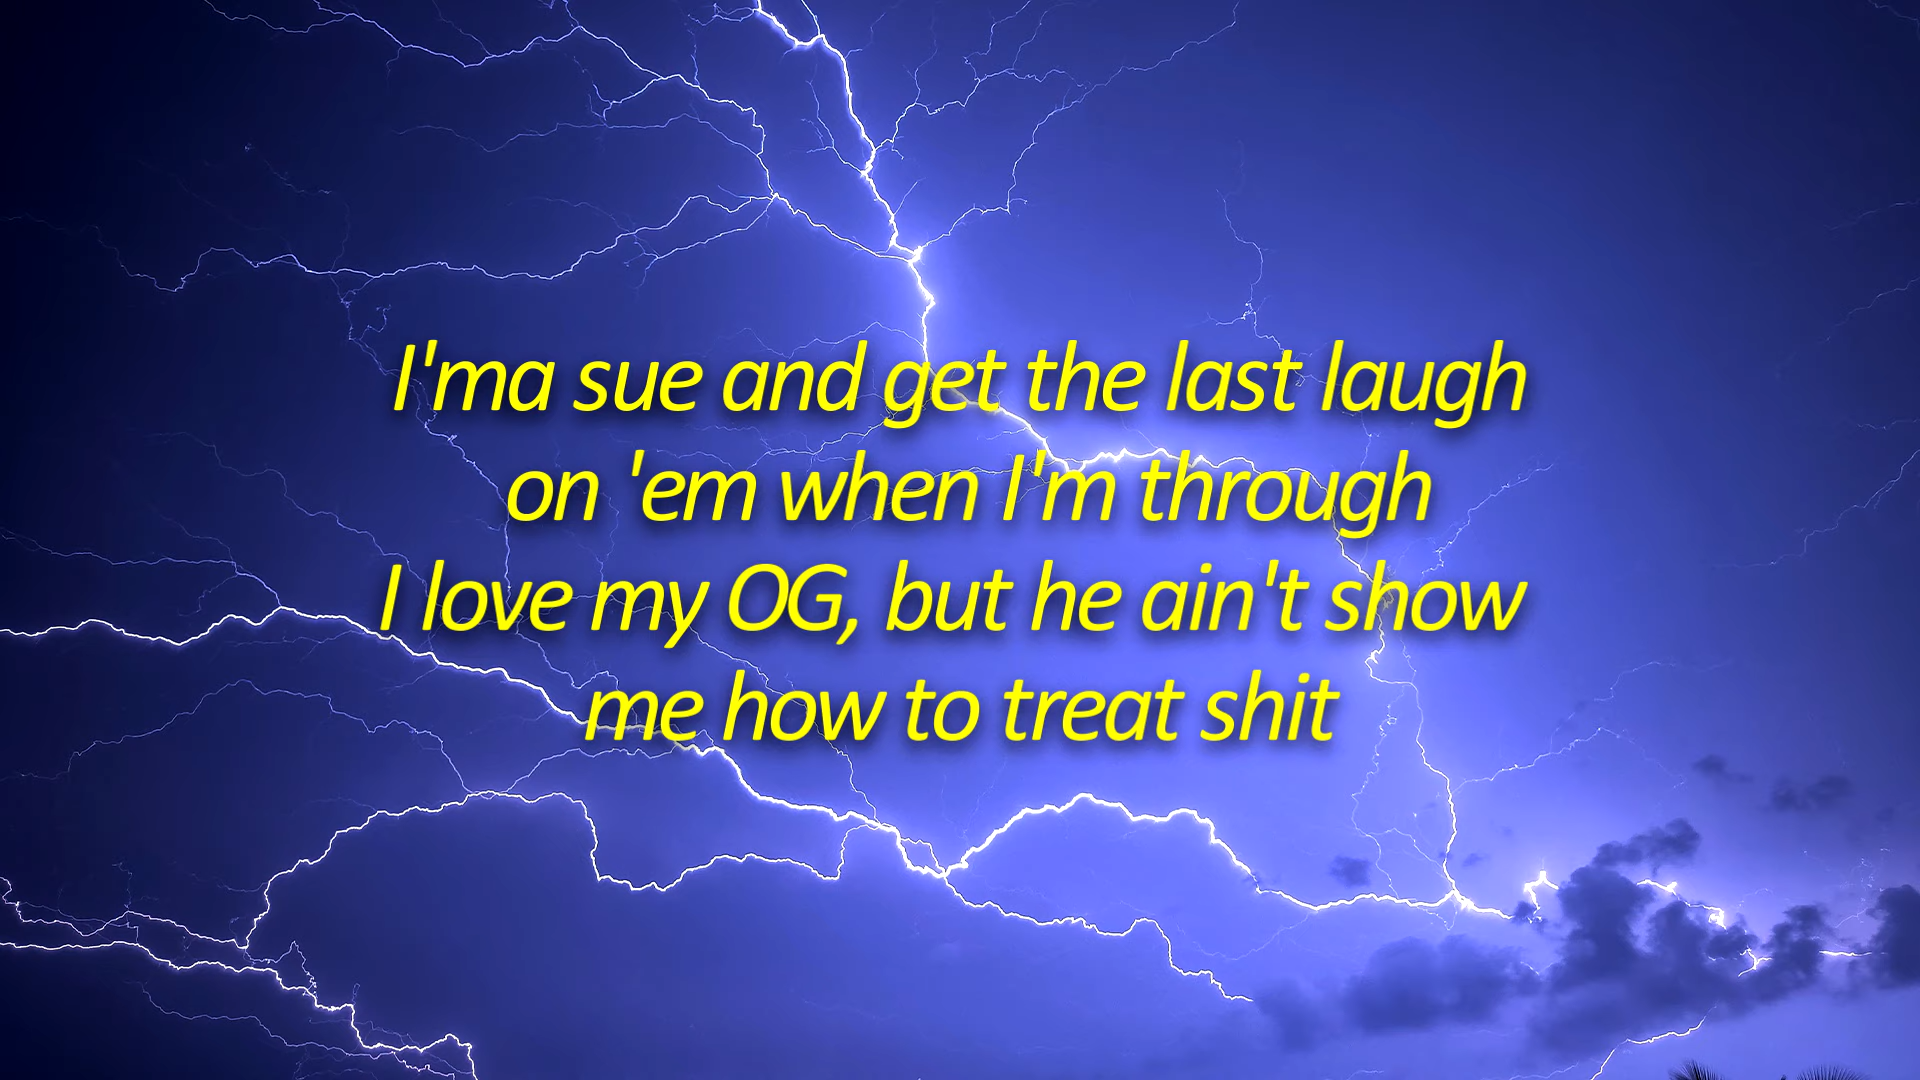 I'ma sue and get the last laugh
on 'em when I'm through
I love my OG, but he ain't show
me how to treat shit